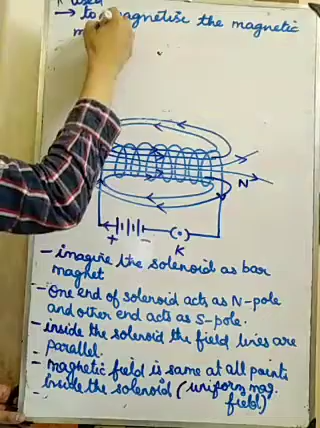 used
→ to magnetise the magnetic
N
+ -
K
- imagine the solenoid as bar
magnet
- One end of solenoid acts as N-pole
and other end acts as S-pole.
- inside the solenoid the field lines are
parallel.
- magnetic field is same at all points
inside the solenoid (uniform mag.
field)